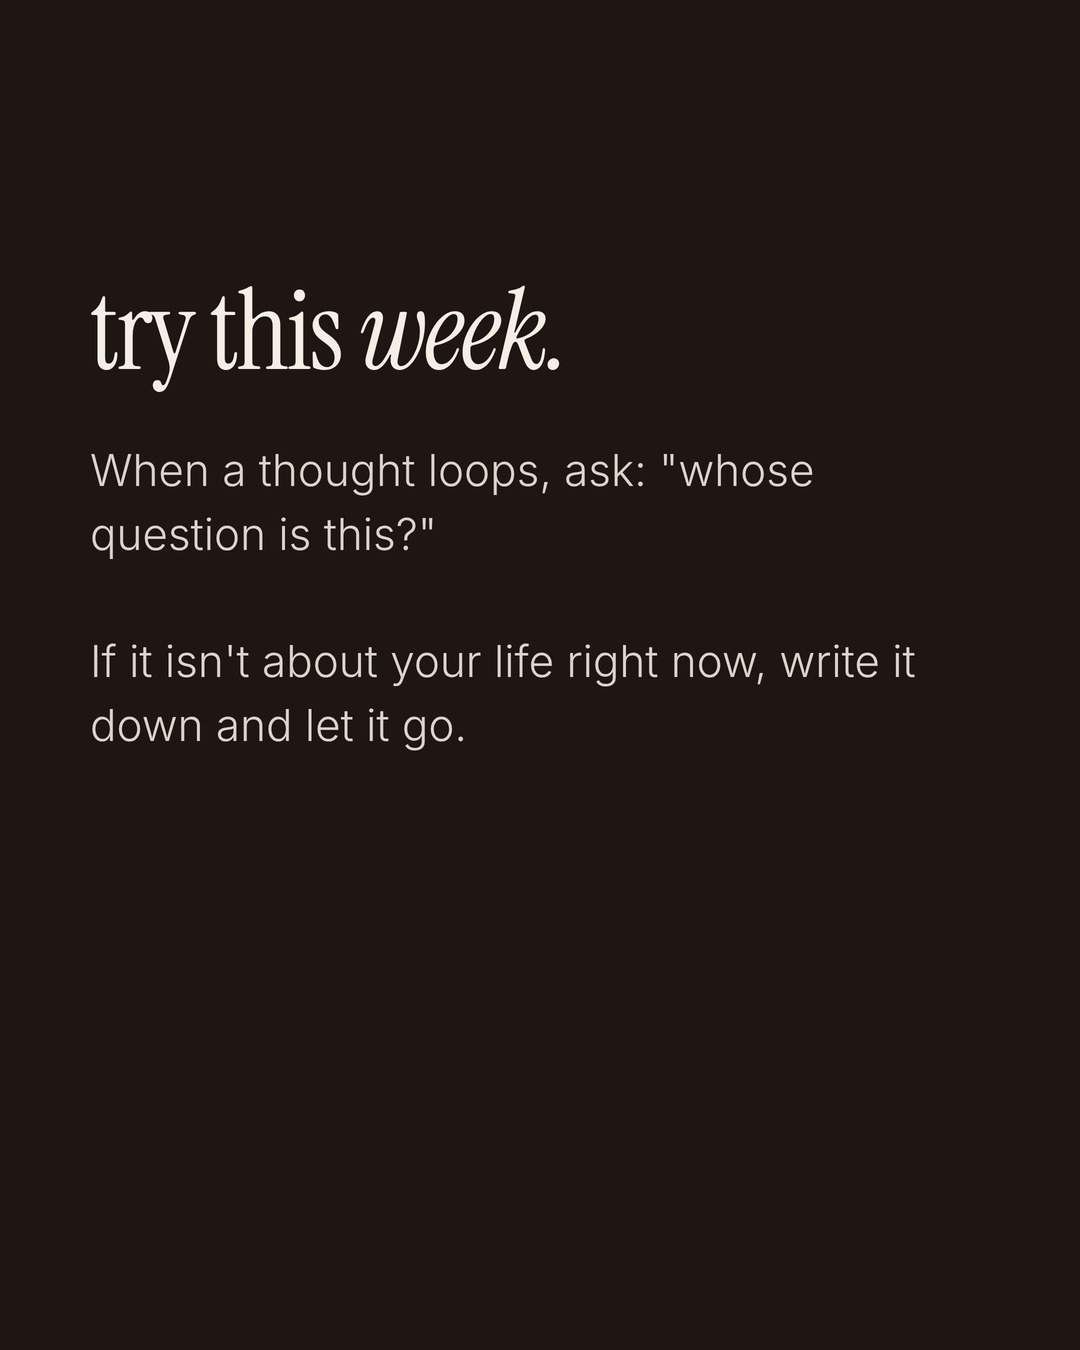 try this week.
When a thought loops, ask: "whose
question is this?"
If it isn't about your life right now, write it
down and let it go.